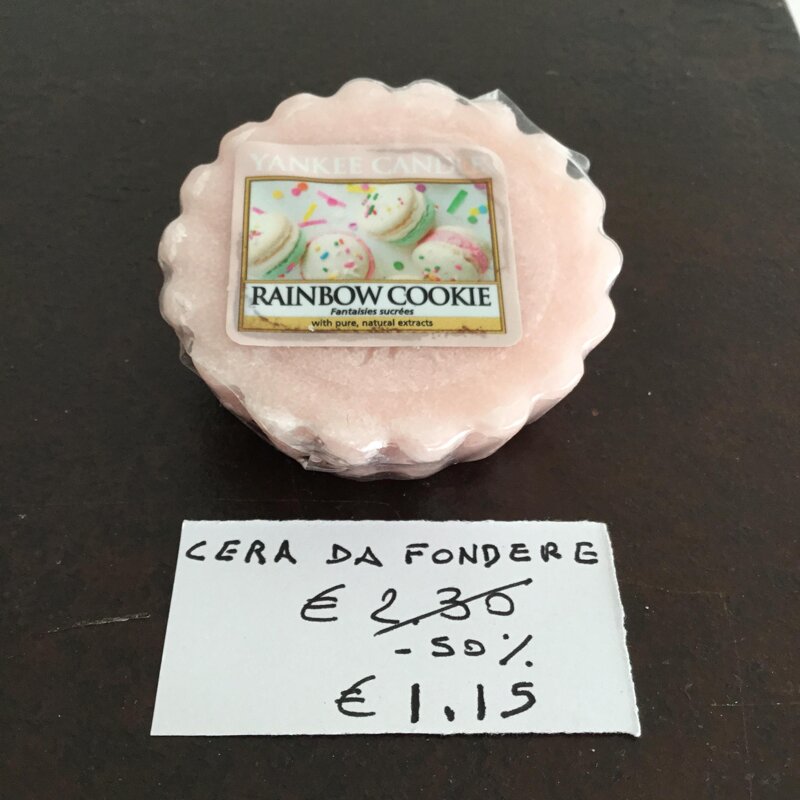 YANKEE CANDLE
RAINBOW COOKIE
Fantaisies sucrées
with pure, natural extracts
CERA DA FONDERE
€ 2.30
-50%
€ 1.15